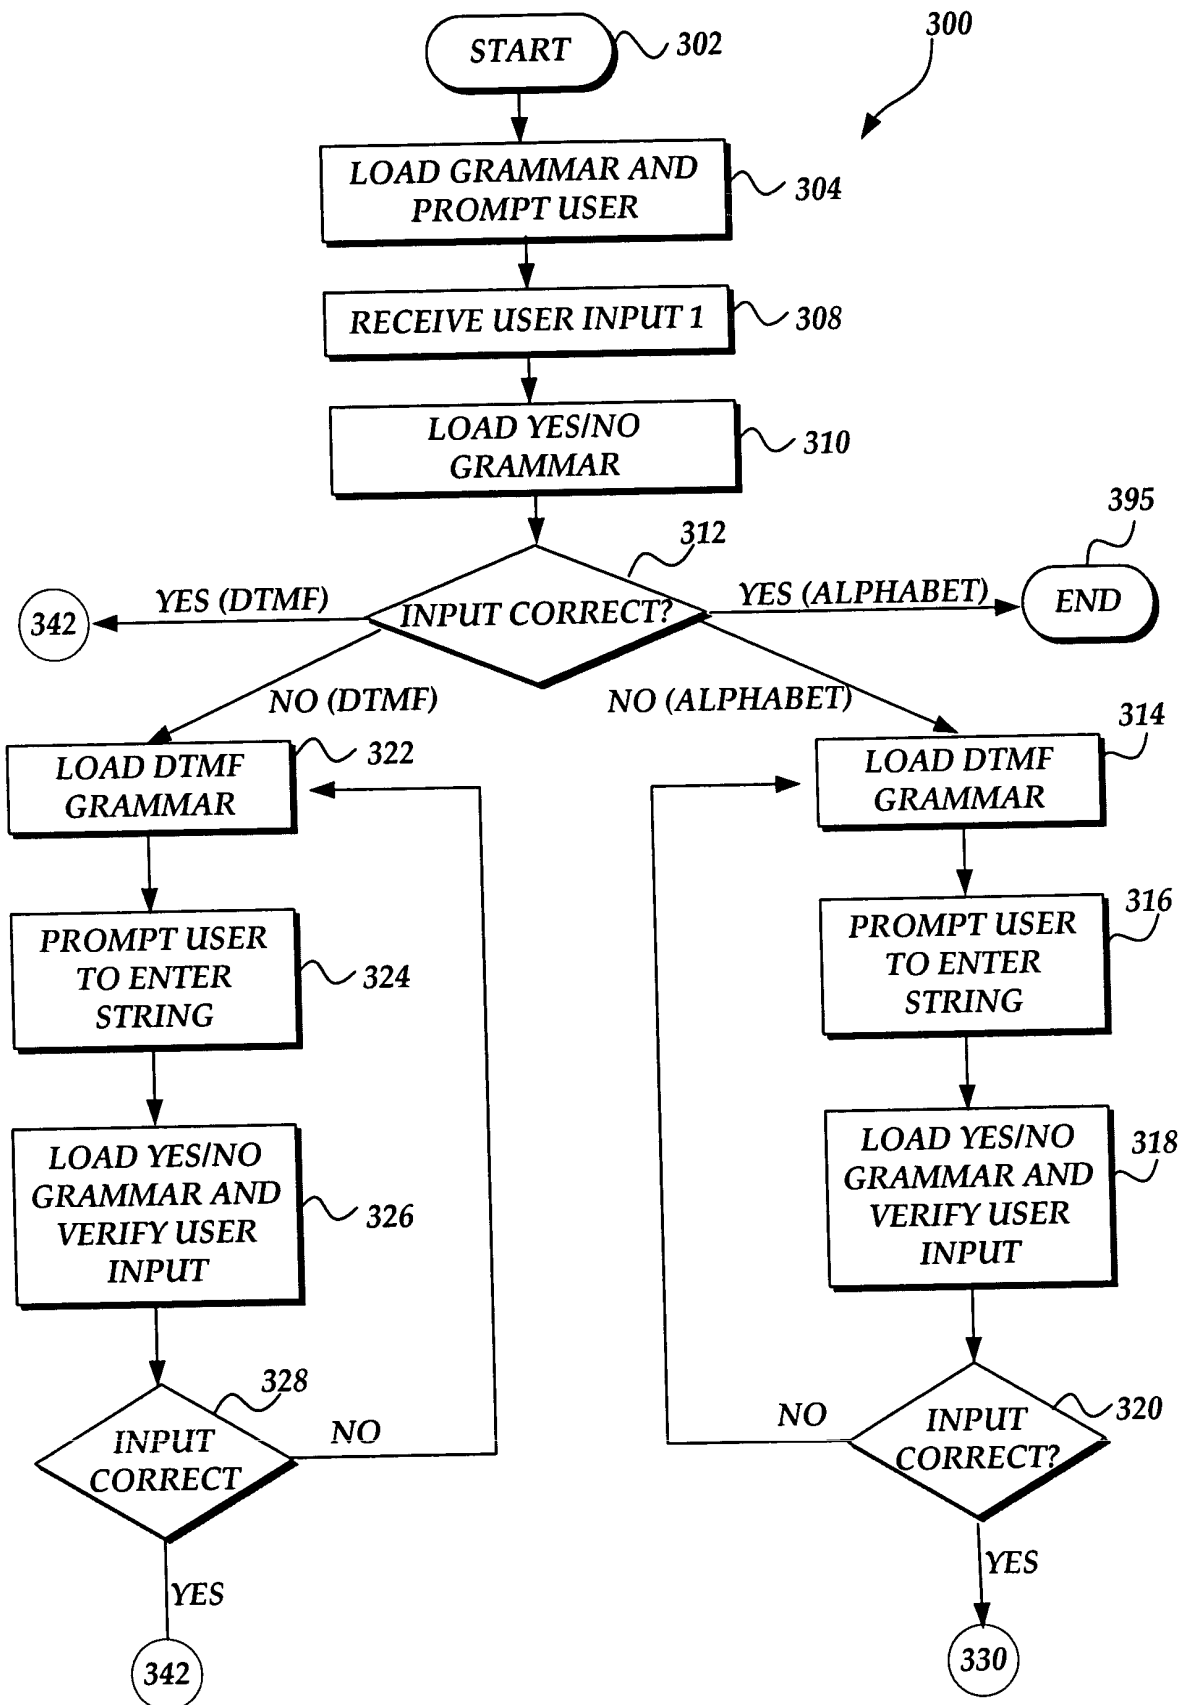 START
302
300
LOAD GRAMMAR AND
PROMPT USER
304
RECEIVE USER INPUT 1
308
LOAD YES/NO
GRAMMAR
310
312
395
342
YES (DTMF)
INPUT CORRECT?
YES (ALPHABET)
END
NO (DTMF)
NO (ALPHABET)
LOAD DTMF
GRAMMAR
322
LOAD DTMF
GRAMMAR
314
PROMPT USER
TO ENTER
STRING
324
PROMPT USER
TO ENTER
STRING
316
LOAD YES/NO
GRAMMAR AND
VERIFY USER
INPUT
326
LOAD YES/NO
GRAMMAR AND
VERIFY USER
INPUT
318
INPUT
CORRECT
328
NO
NO
INPUT
CORRECT?
320
YES
342
YES
330